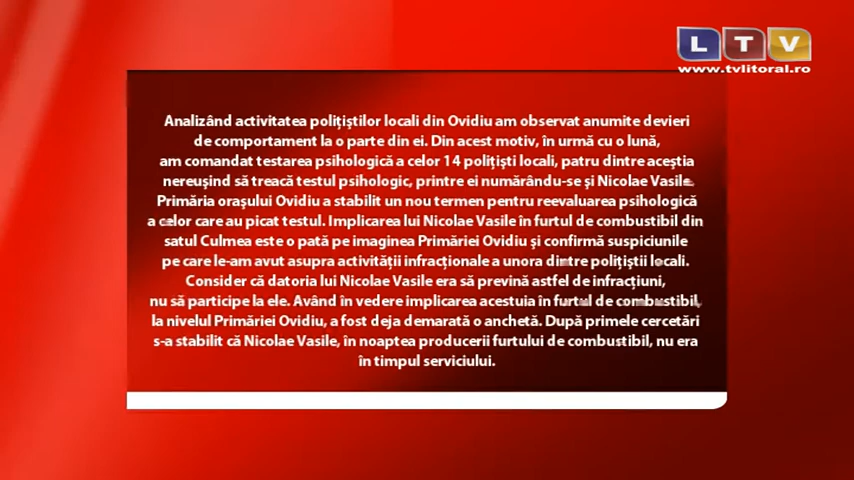 LTV
www.tvlitoral.ro
Analizând activitatea polițiștilor locali din Ovidiu am observat anumite devieri
de comportament la o parte din ei. Din acest motiv, în urmă cu o lună,
am comandat testarea psihologică a celor 14 polițiști locali, patru dintre aceștia
nereușind să treacă testul psihologic, printre ei numărându-se și Nicolae Vasile.
Primăria orașului Ovidiu a stabilit un nou termen pentru reevaluarea psihologică
a celor care au picat testul. Implicarea lui Nicolae Vasile în furtul de combustibil din
satul Culmea este o pată pe imaginea Primăriei Ovidiu și confirmă suspiciunile
pe care le-am avut asupra activității infracționale a unora dintre polițiștii locali.
Consider că datoria lui Nicolae Vasile era să prevină astfel de infracțiuni,
nu să participe la ele. Având în vedere implicarea acestuia în furtul de combustibil,
la nivelul Primăriei Ovidiu, a fost deja demarată o anchetă. După primele cercetări
s-a stabilit că Nicolae Vasile, în noaptea producerii furtului de combustibil, nu era
în timpul serviciului.